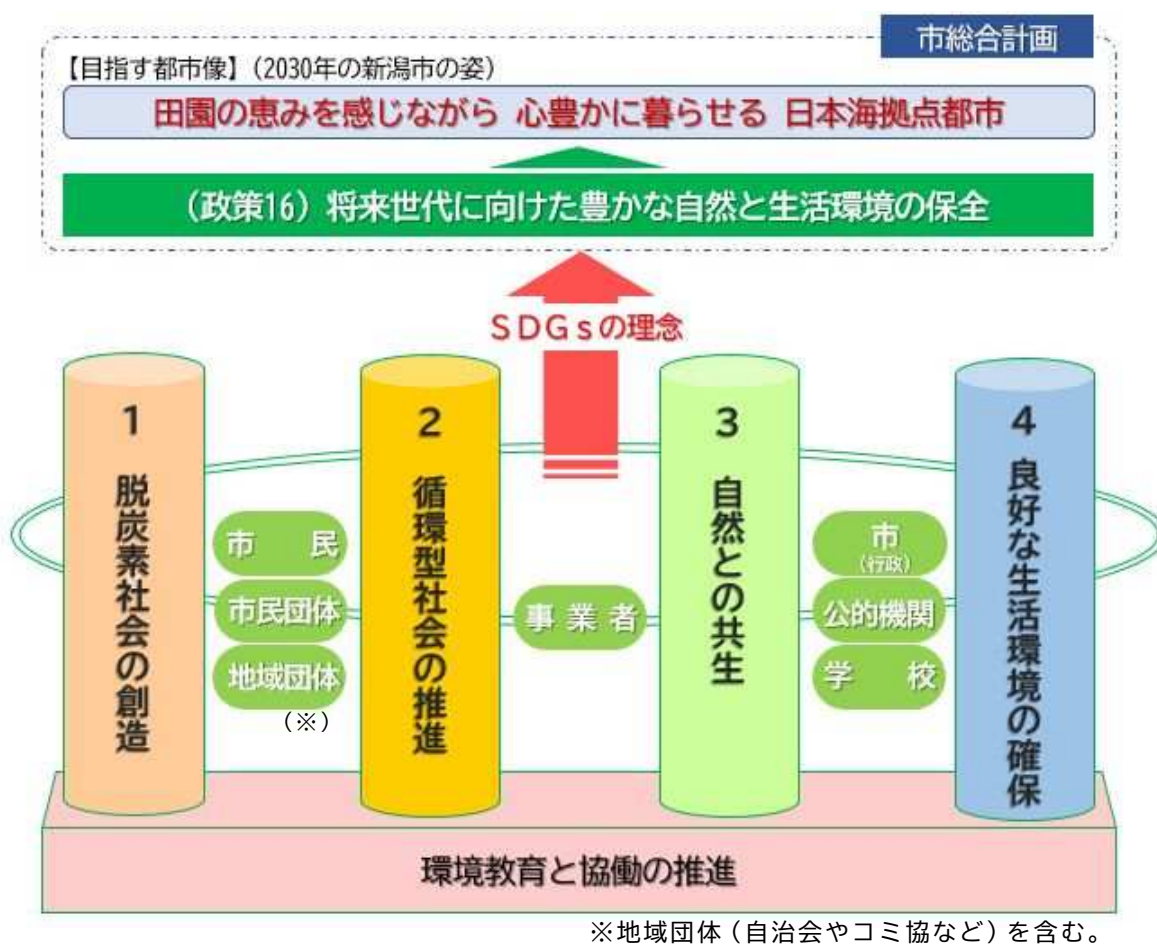 市総合計画
【目指す都市像】（2030年の新潟市の姿）
田園の恵みを感じながら 心豊かに暮らせる 日本海拠点都市
（政策16）将来世代に向けた豊かな自然と生活環境の保全
SDGsの理念
1 脱炭素社会の創造
市 民
市民団体
地域団体
（※）
2 循環型社会の推進
事業者
3 自然との共生
市
（行政）
公的機関
学 校
4 良好な生活環境の確保
環境教育と協働の推進
※地域団体（自治会やコミ協など）を含む。